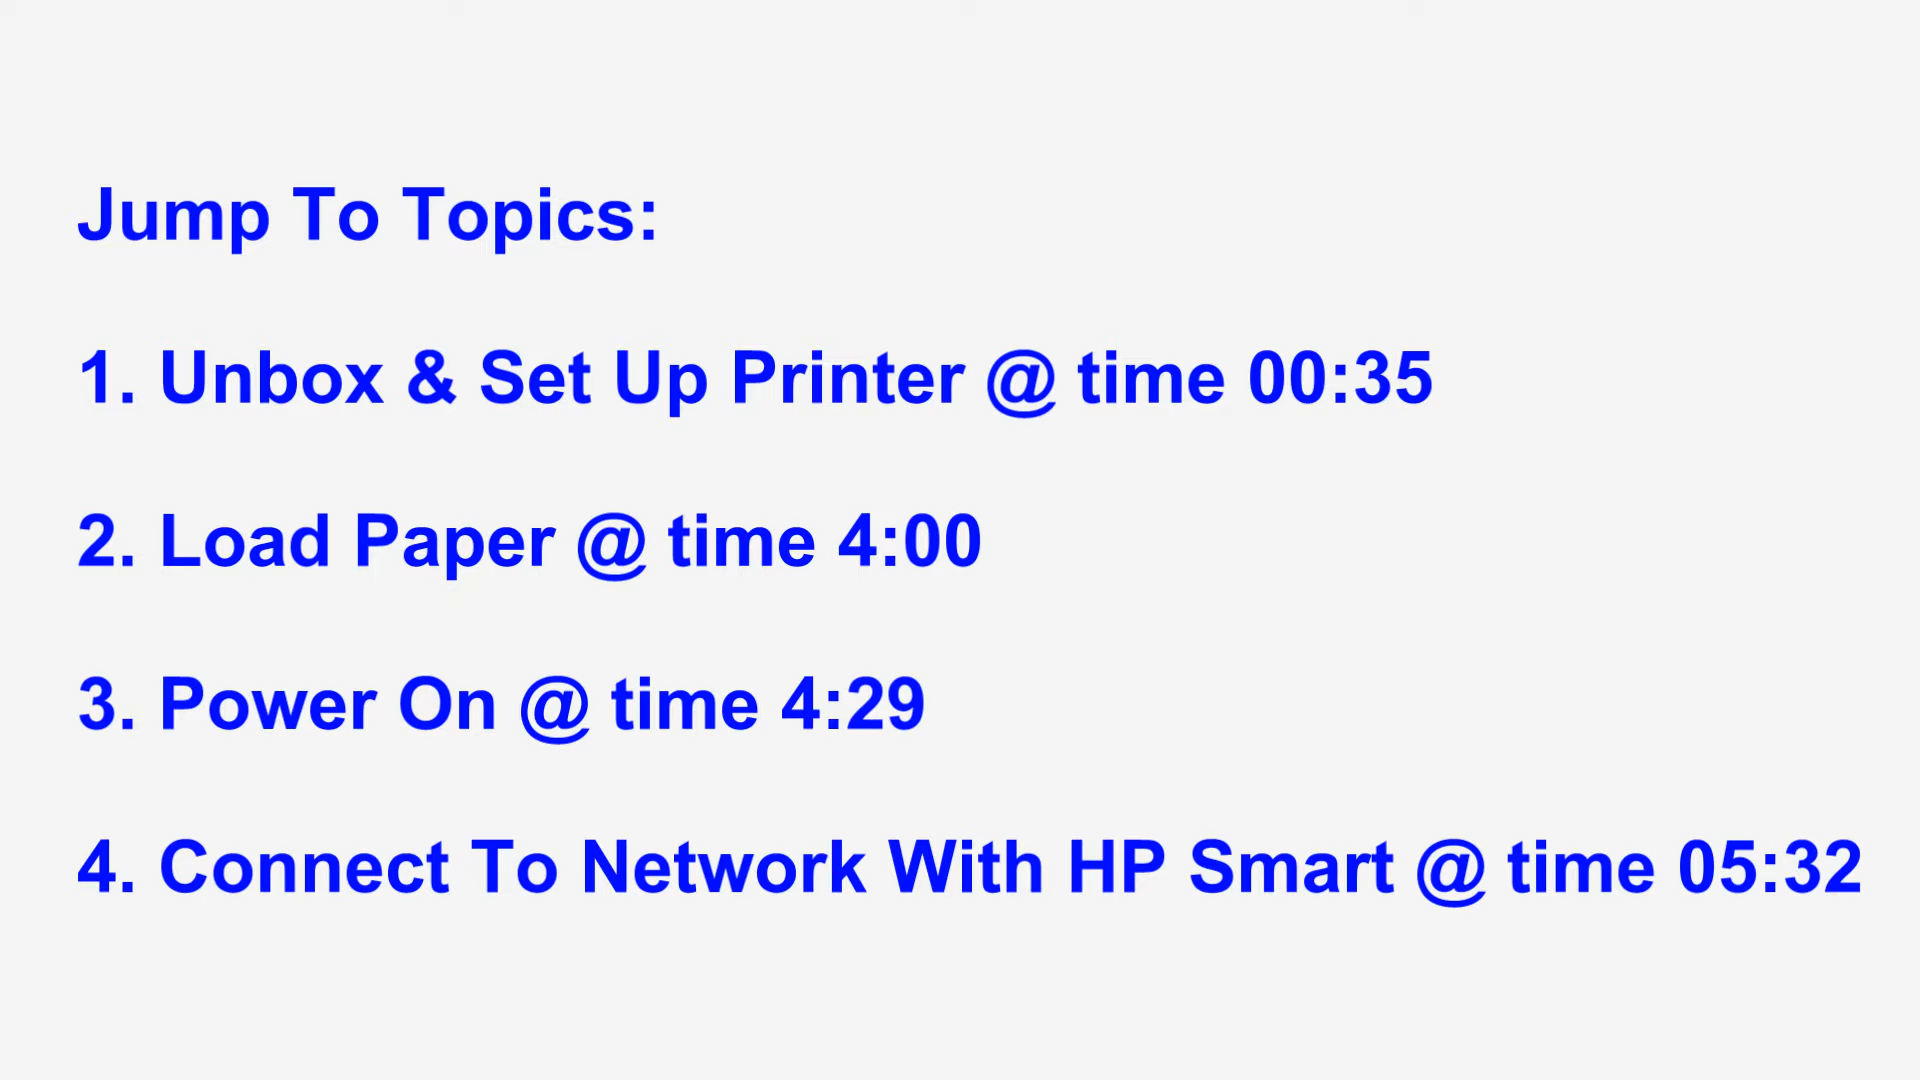 Jump To Topics:
1. Unbox & Set Up Printer @ time 00:35
2. Load Paper @ time 4:00
3. Power On @ time 4:29
4. Connect To Network With HP Smart @ time 05:32